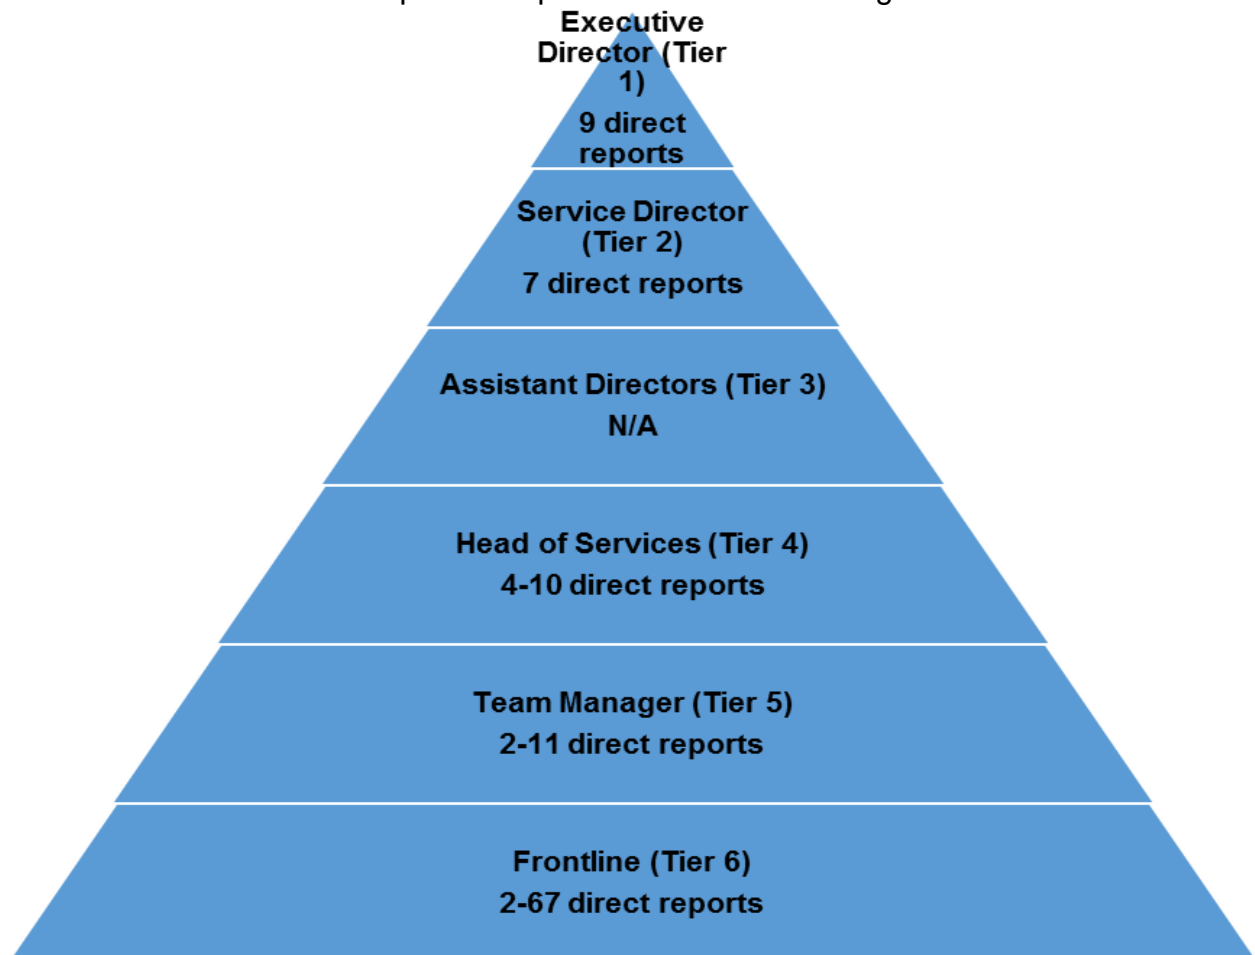 Executive
Director (Tier
1)
9 direct
reports
Service Director
(Tier 2)
7 direct reports
Assistant Directors (Tier 3)
N/A
Head of Services (Tier 4)
4-10 direct reports
Team Manager (Tier 5)
2-11 direct reports
Frontline (Tier 6)
2-67 direct reports